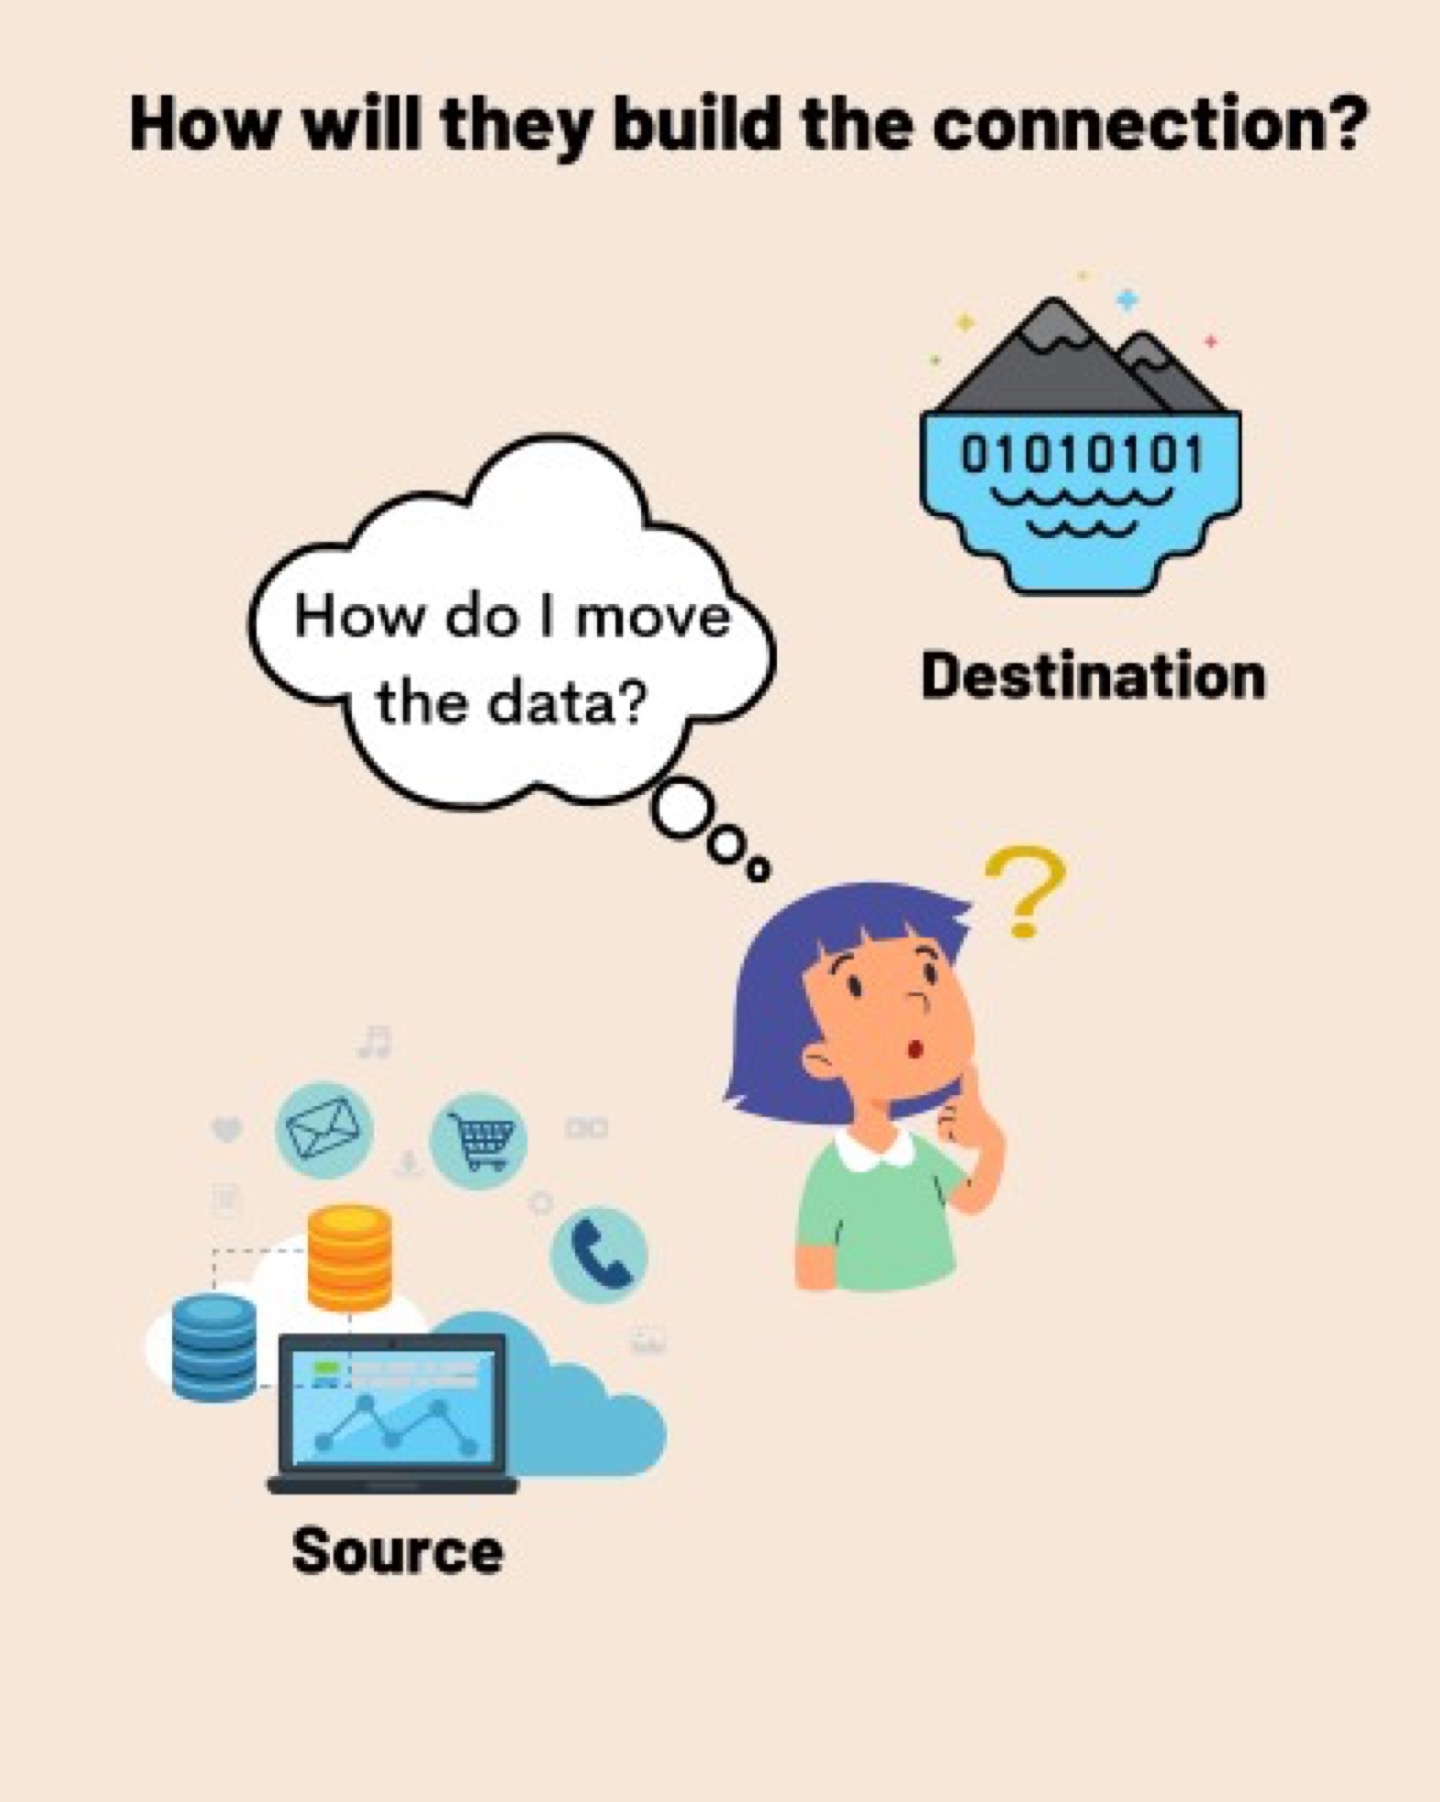 How will they build the connection?
01010101
Destination
How do I move
the data?
?
Source